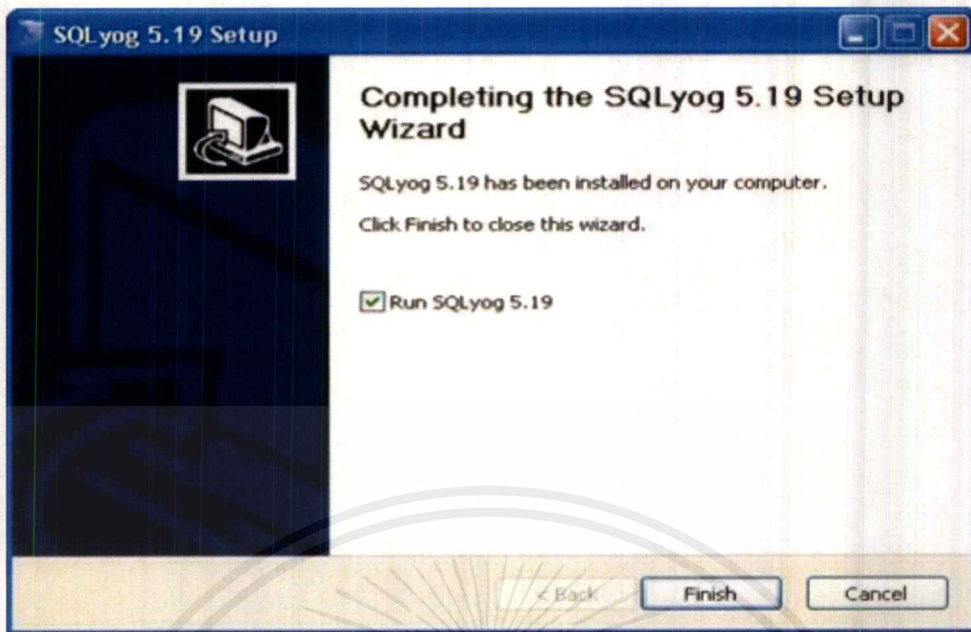 SQLyog 5.19 Setup
Completing the SQLyog 5.19 Setup
Wizard
SQLyog 5.19 has been installed on your computer.
Click Finish to close this wizard.
Run SQLyog 5.19
< Back
Finish
Cancel